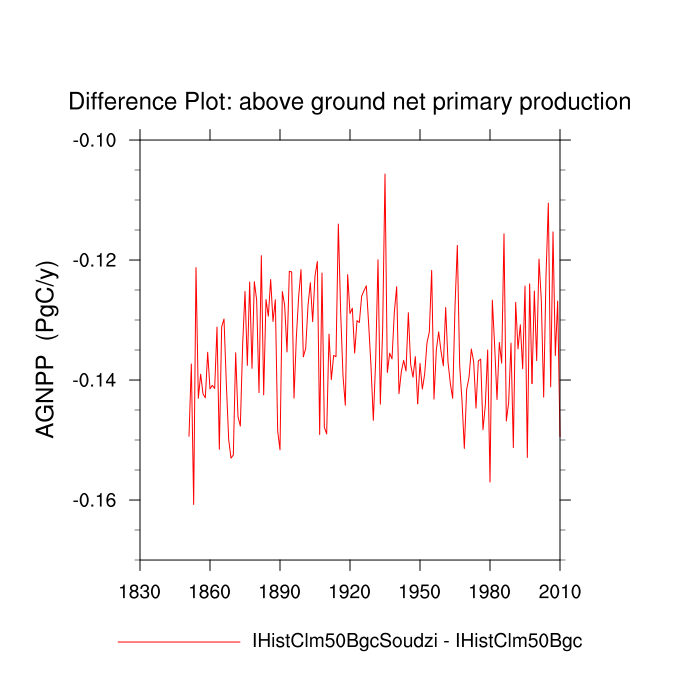 Difference Plot: above ground net primary production
-0.10
-0.12
-0.14
-0.16
AGNPP (PgC/y)
1830 1860 1890 1920 1950 1980 2010
IHistClm50BgcSoudzi - IHistClm50Bgc